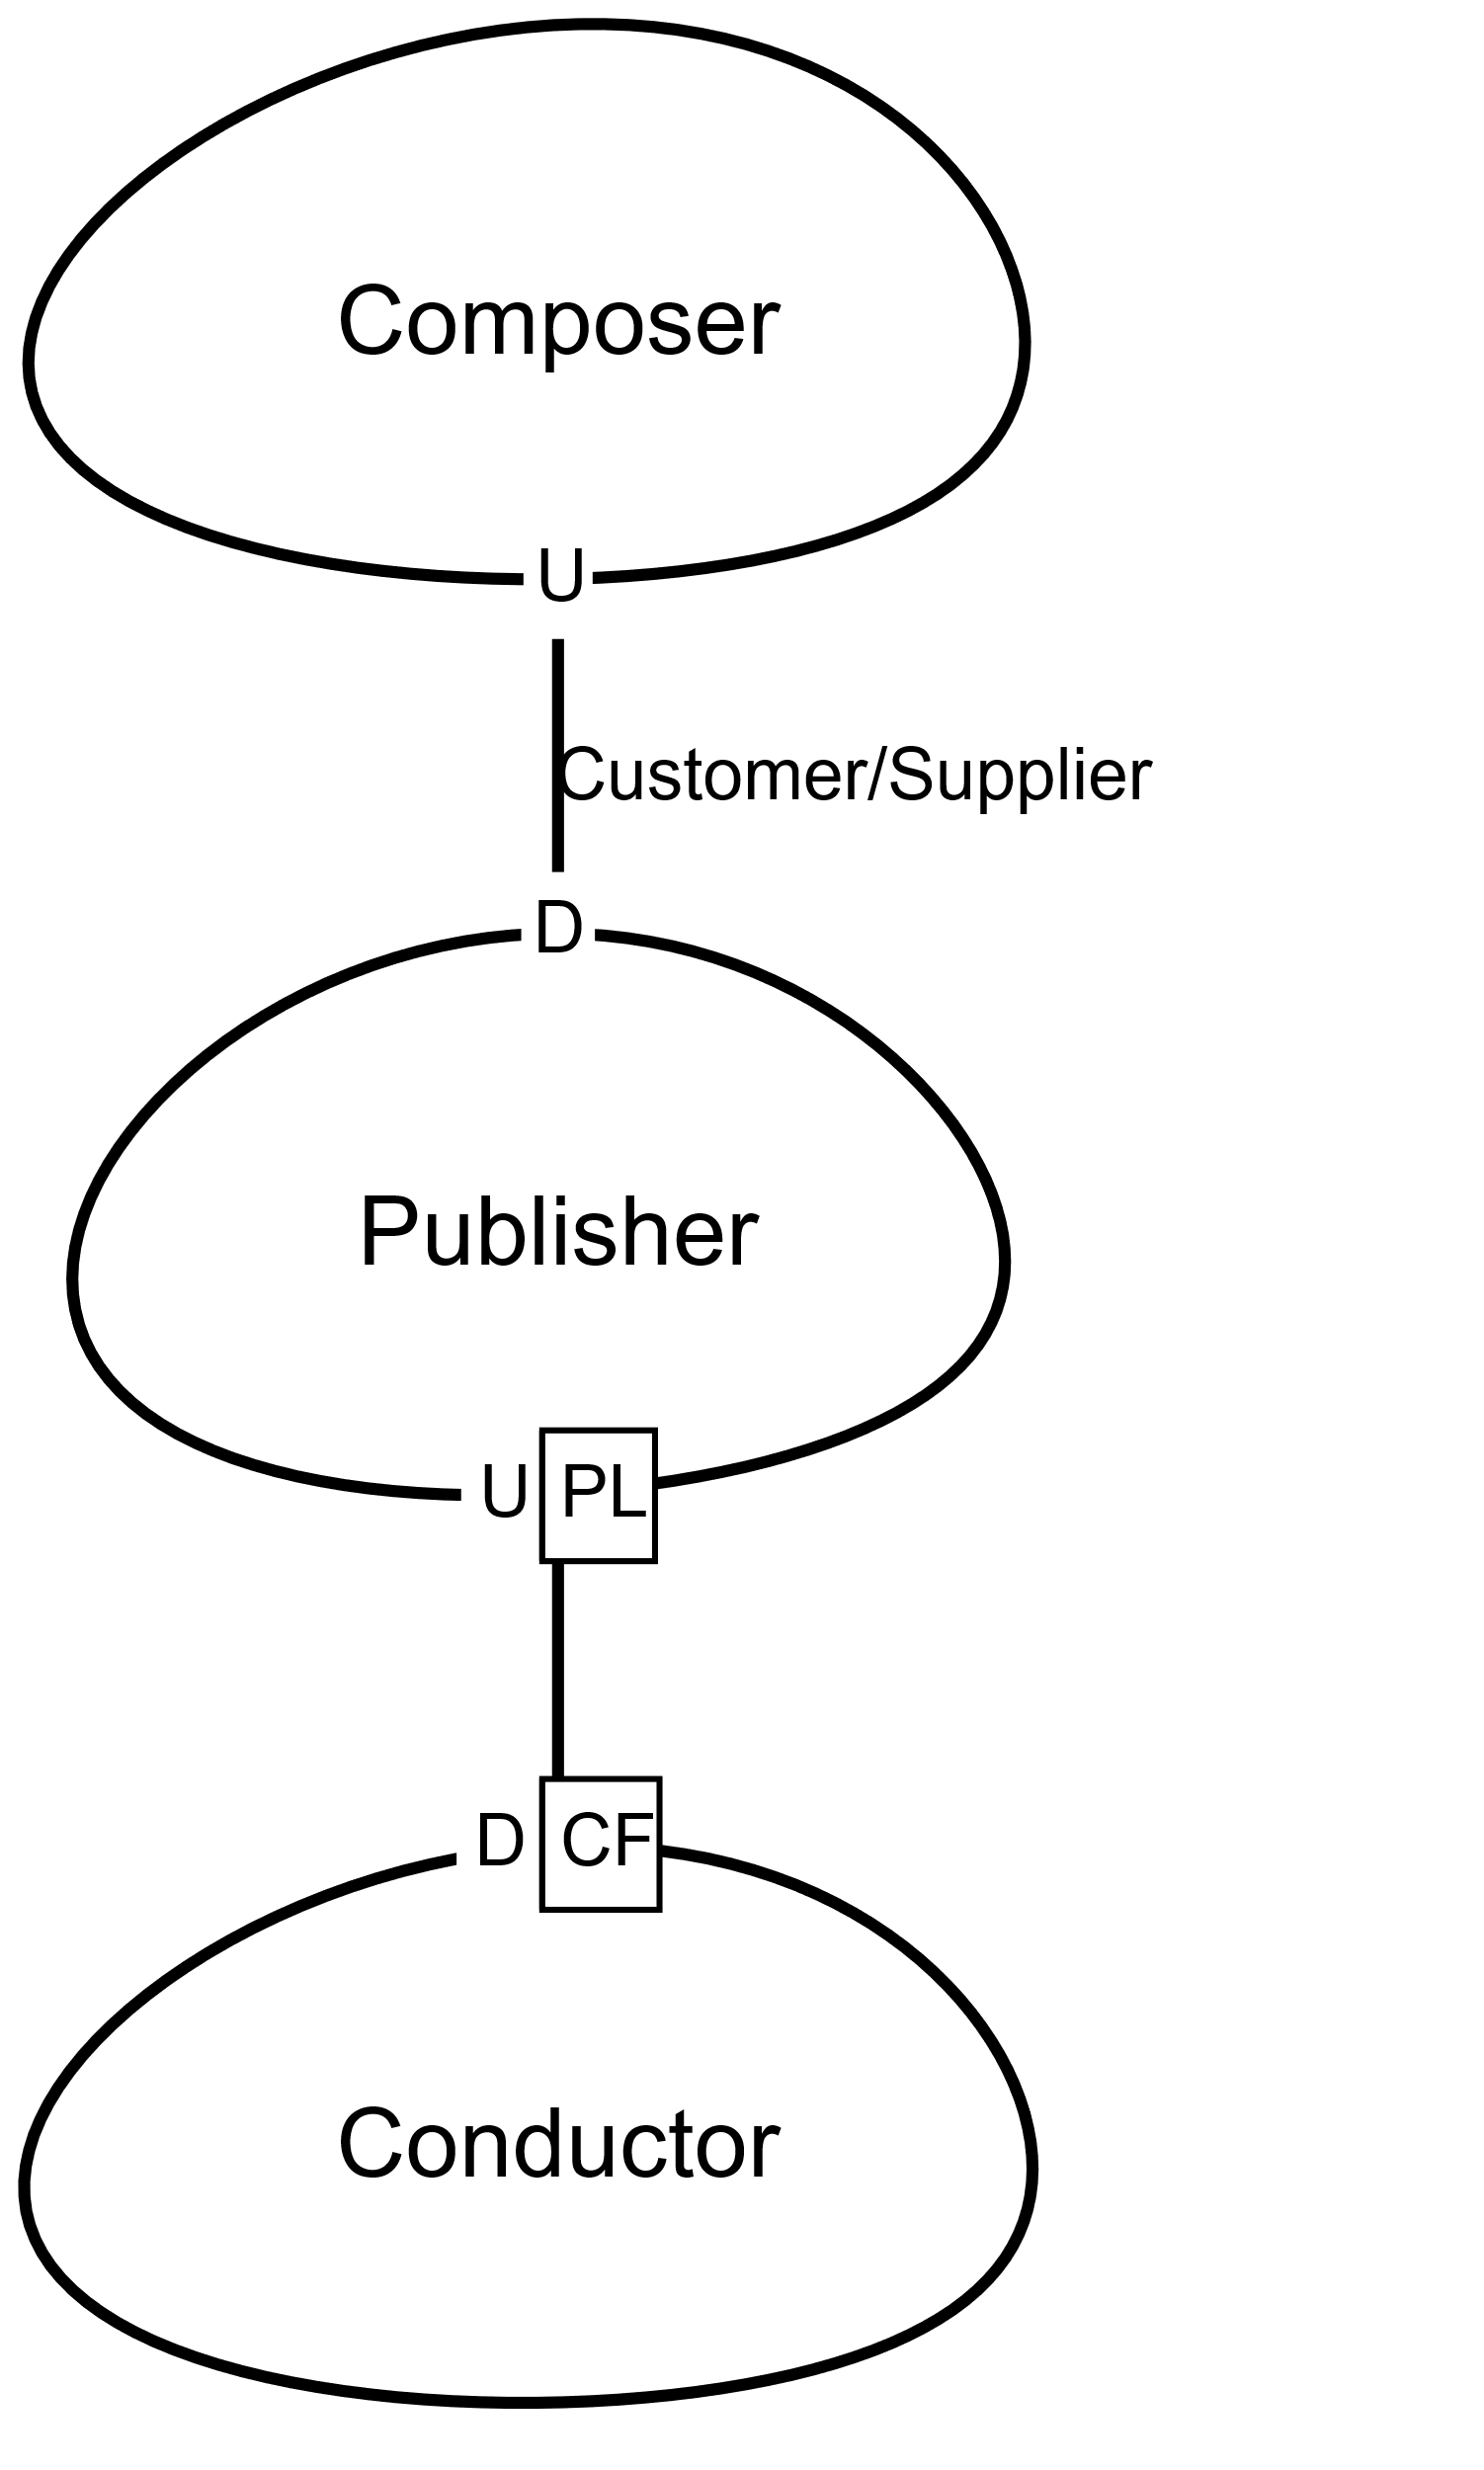 Composer
U
Customer/Supplier
D
Publisher
U PL
D CF
Conductor